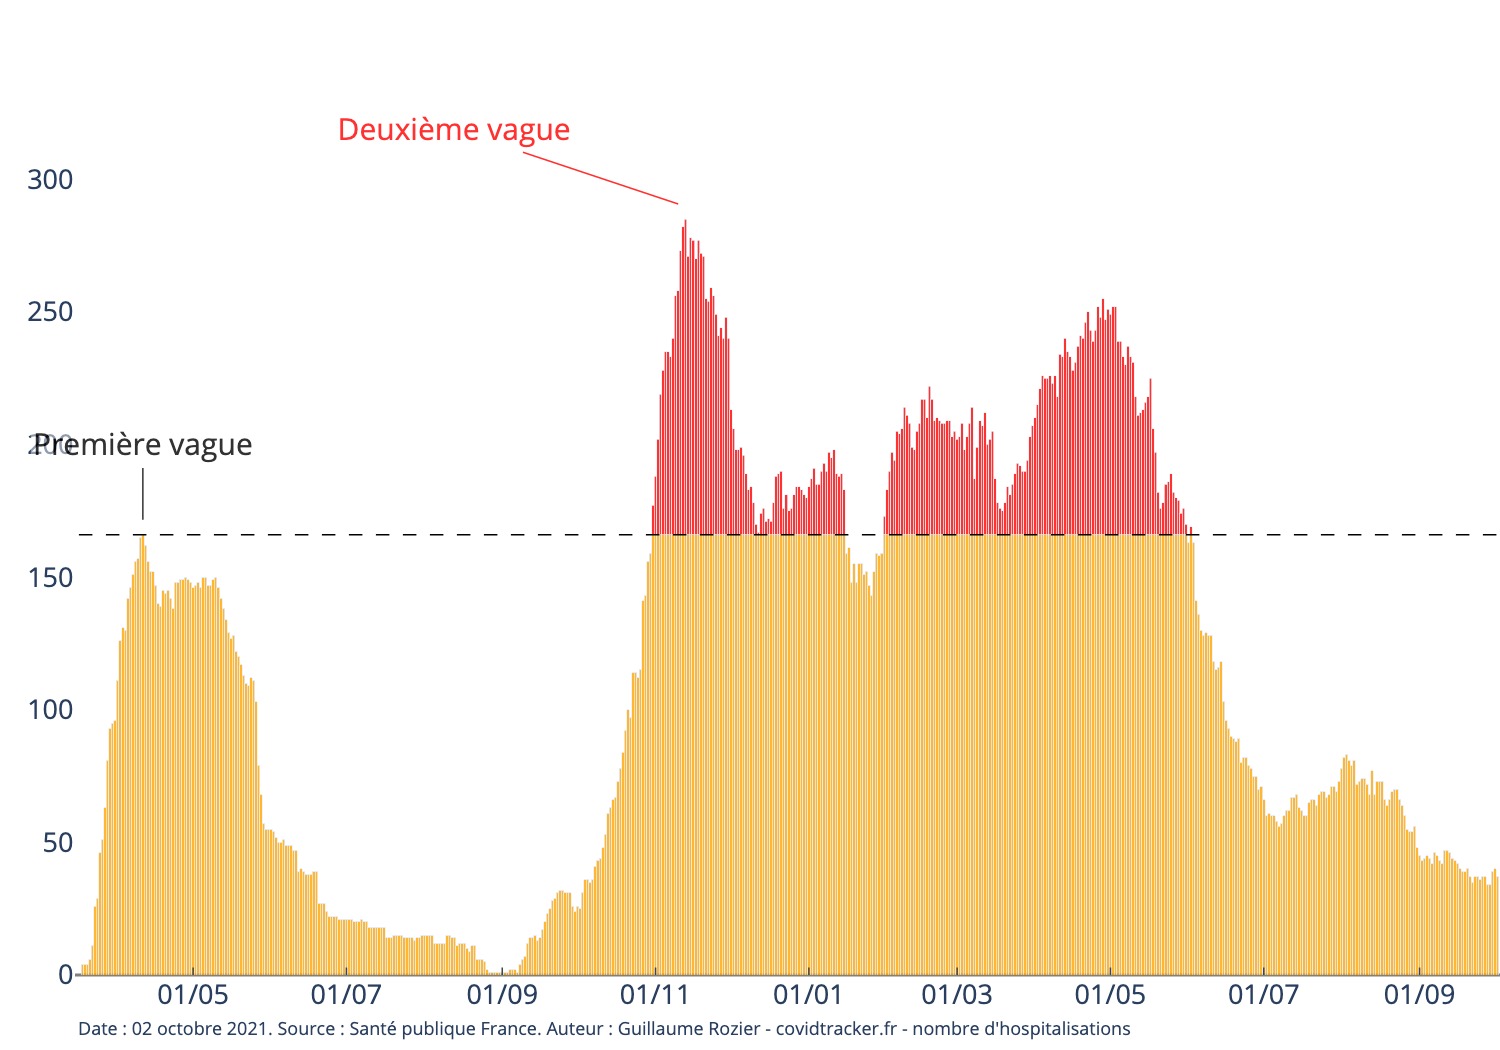 Deuxième vague
300
250
200
Première vague
150
100
50
0
01/05 01/07 01/09 01/11 01/01 01/03 01/05 01/07 01/09
Date : 02 octobre 2021. Source : Santé publique France. Auteur : Guillaume Rozier - covidtracker.fr - nombre d'hospitalisations